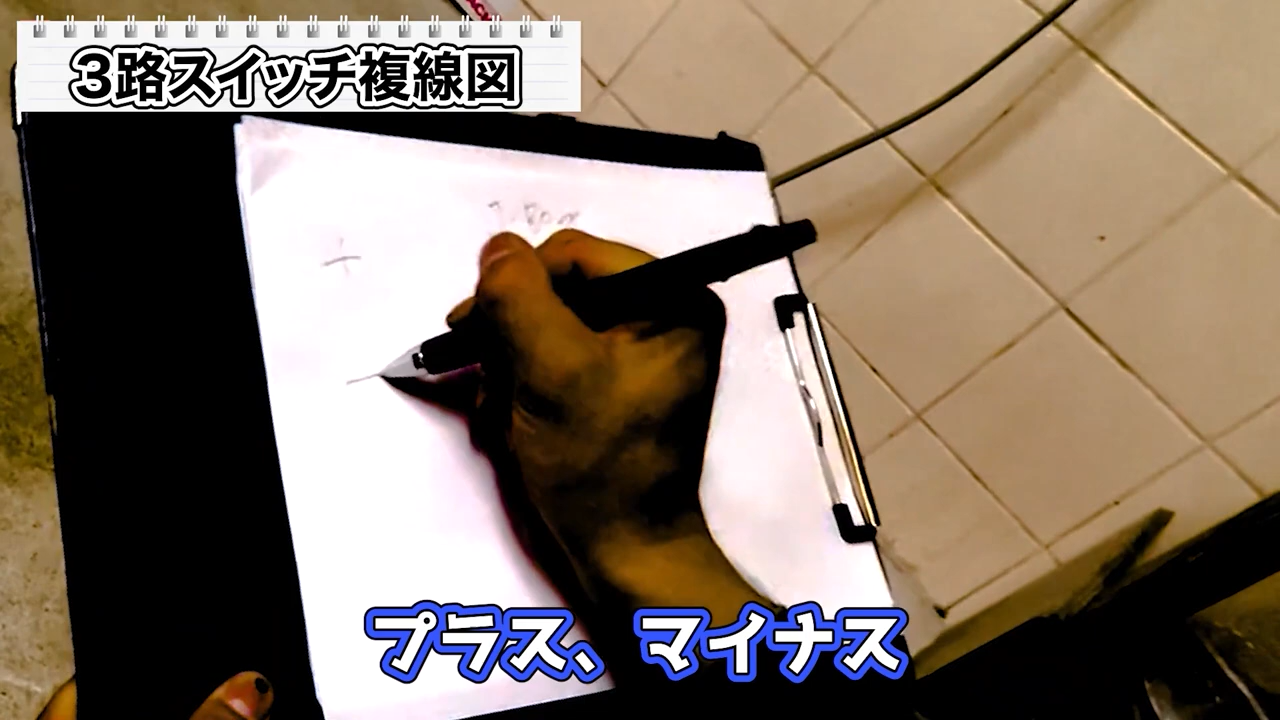 ３路スイッチ複線図
+
プラス、マイナス